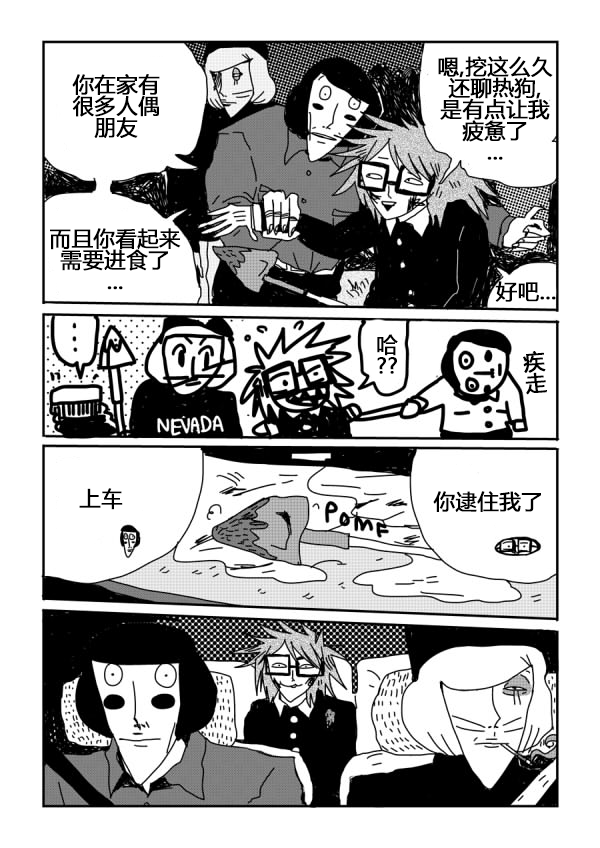 你在家有
很多人偶
朋友
嗯,挖这么久
还聊热狗,
是有点让我
疲惫了
…
而且你看起来
需要进食了
…
好吧…
…
NEVADA
哈
??
疾
走
上车
POMF
你逮住我了